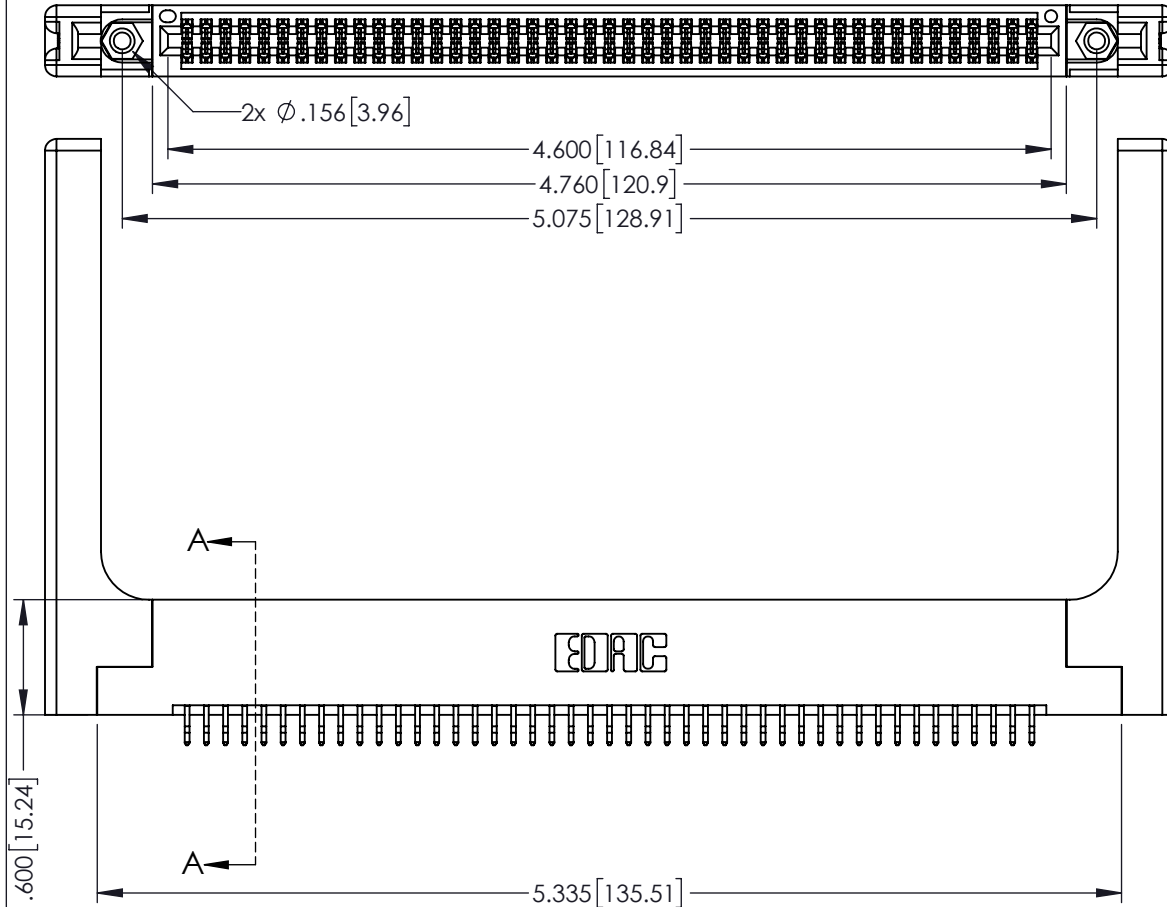 2x ∅.156[3.96]
4.600[116.84]
4.760[120.9]
5.075[128.91]
A
EDAC
A
.600[15.24]
5.335[135.51]